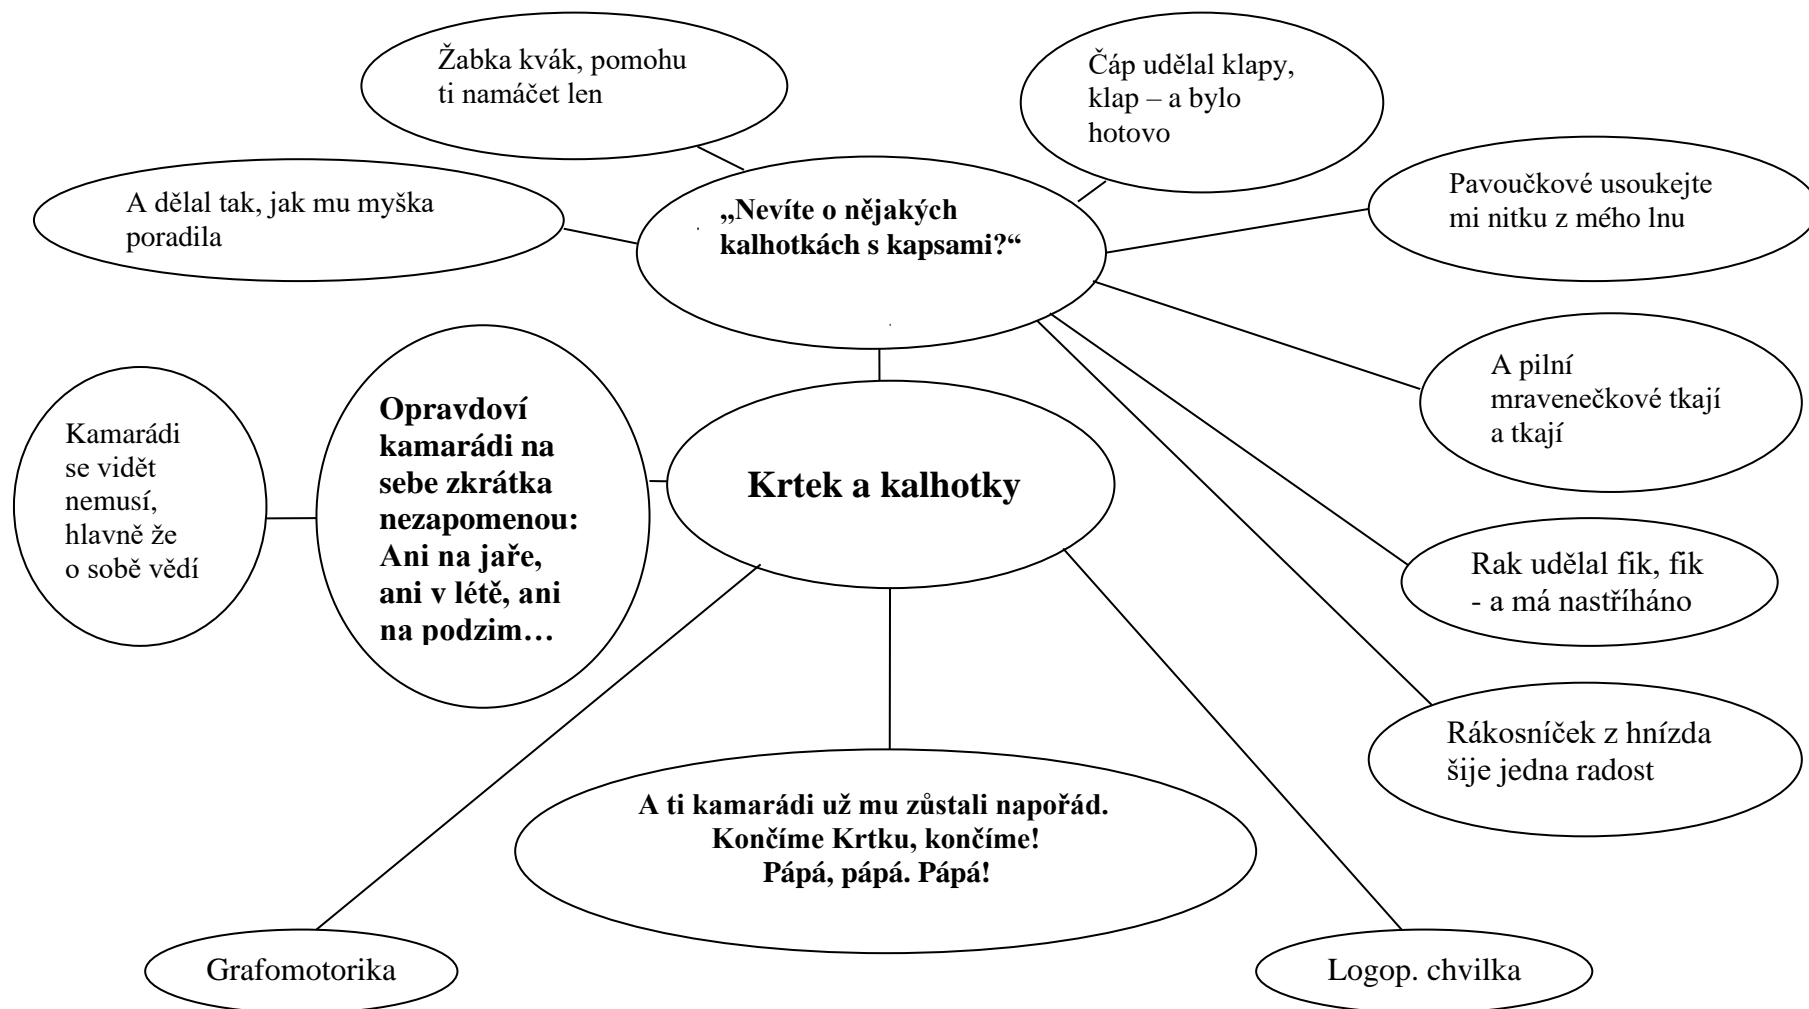 Žabka kvák, pomohu
ti namáčet len
Čáp udělal klapy,
klap – a bylo
hotovo
A dělal tak, jak mu myška
poradila
„Nevíte o nějakých
kalhotkách s kapsami?“
Pavoučkové usoukejte
mi nitku z mého lnu
A pilní
mravenečkové tkají
a tkají
Kamarádi
se vidět
nemusí,
hlavně že
o sobě vědí
Opravdoví
kamarádi na
sebe zkrátka
nezapomenou:
Ani na jaře,
ani v létě, ani
na podzim…
Krtek a kalhotky
Rak udělal fik, fik
- a má nastříháno
Rákosníček z hnízda
šije jedna radost
A ti kamarádi už mu zůstali napořád.
Končíme Krtku, končíme!
Pápá, pápá. Pápá!
Grafomotorika
Logop. chvilka